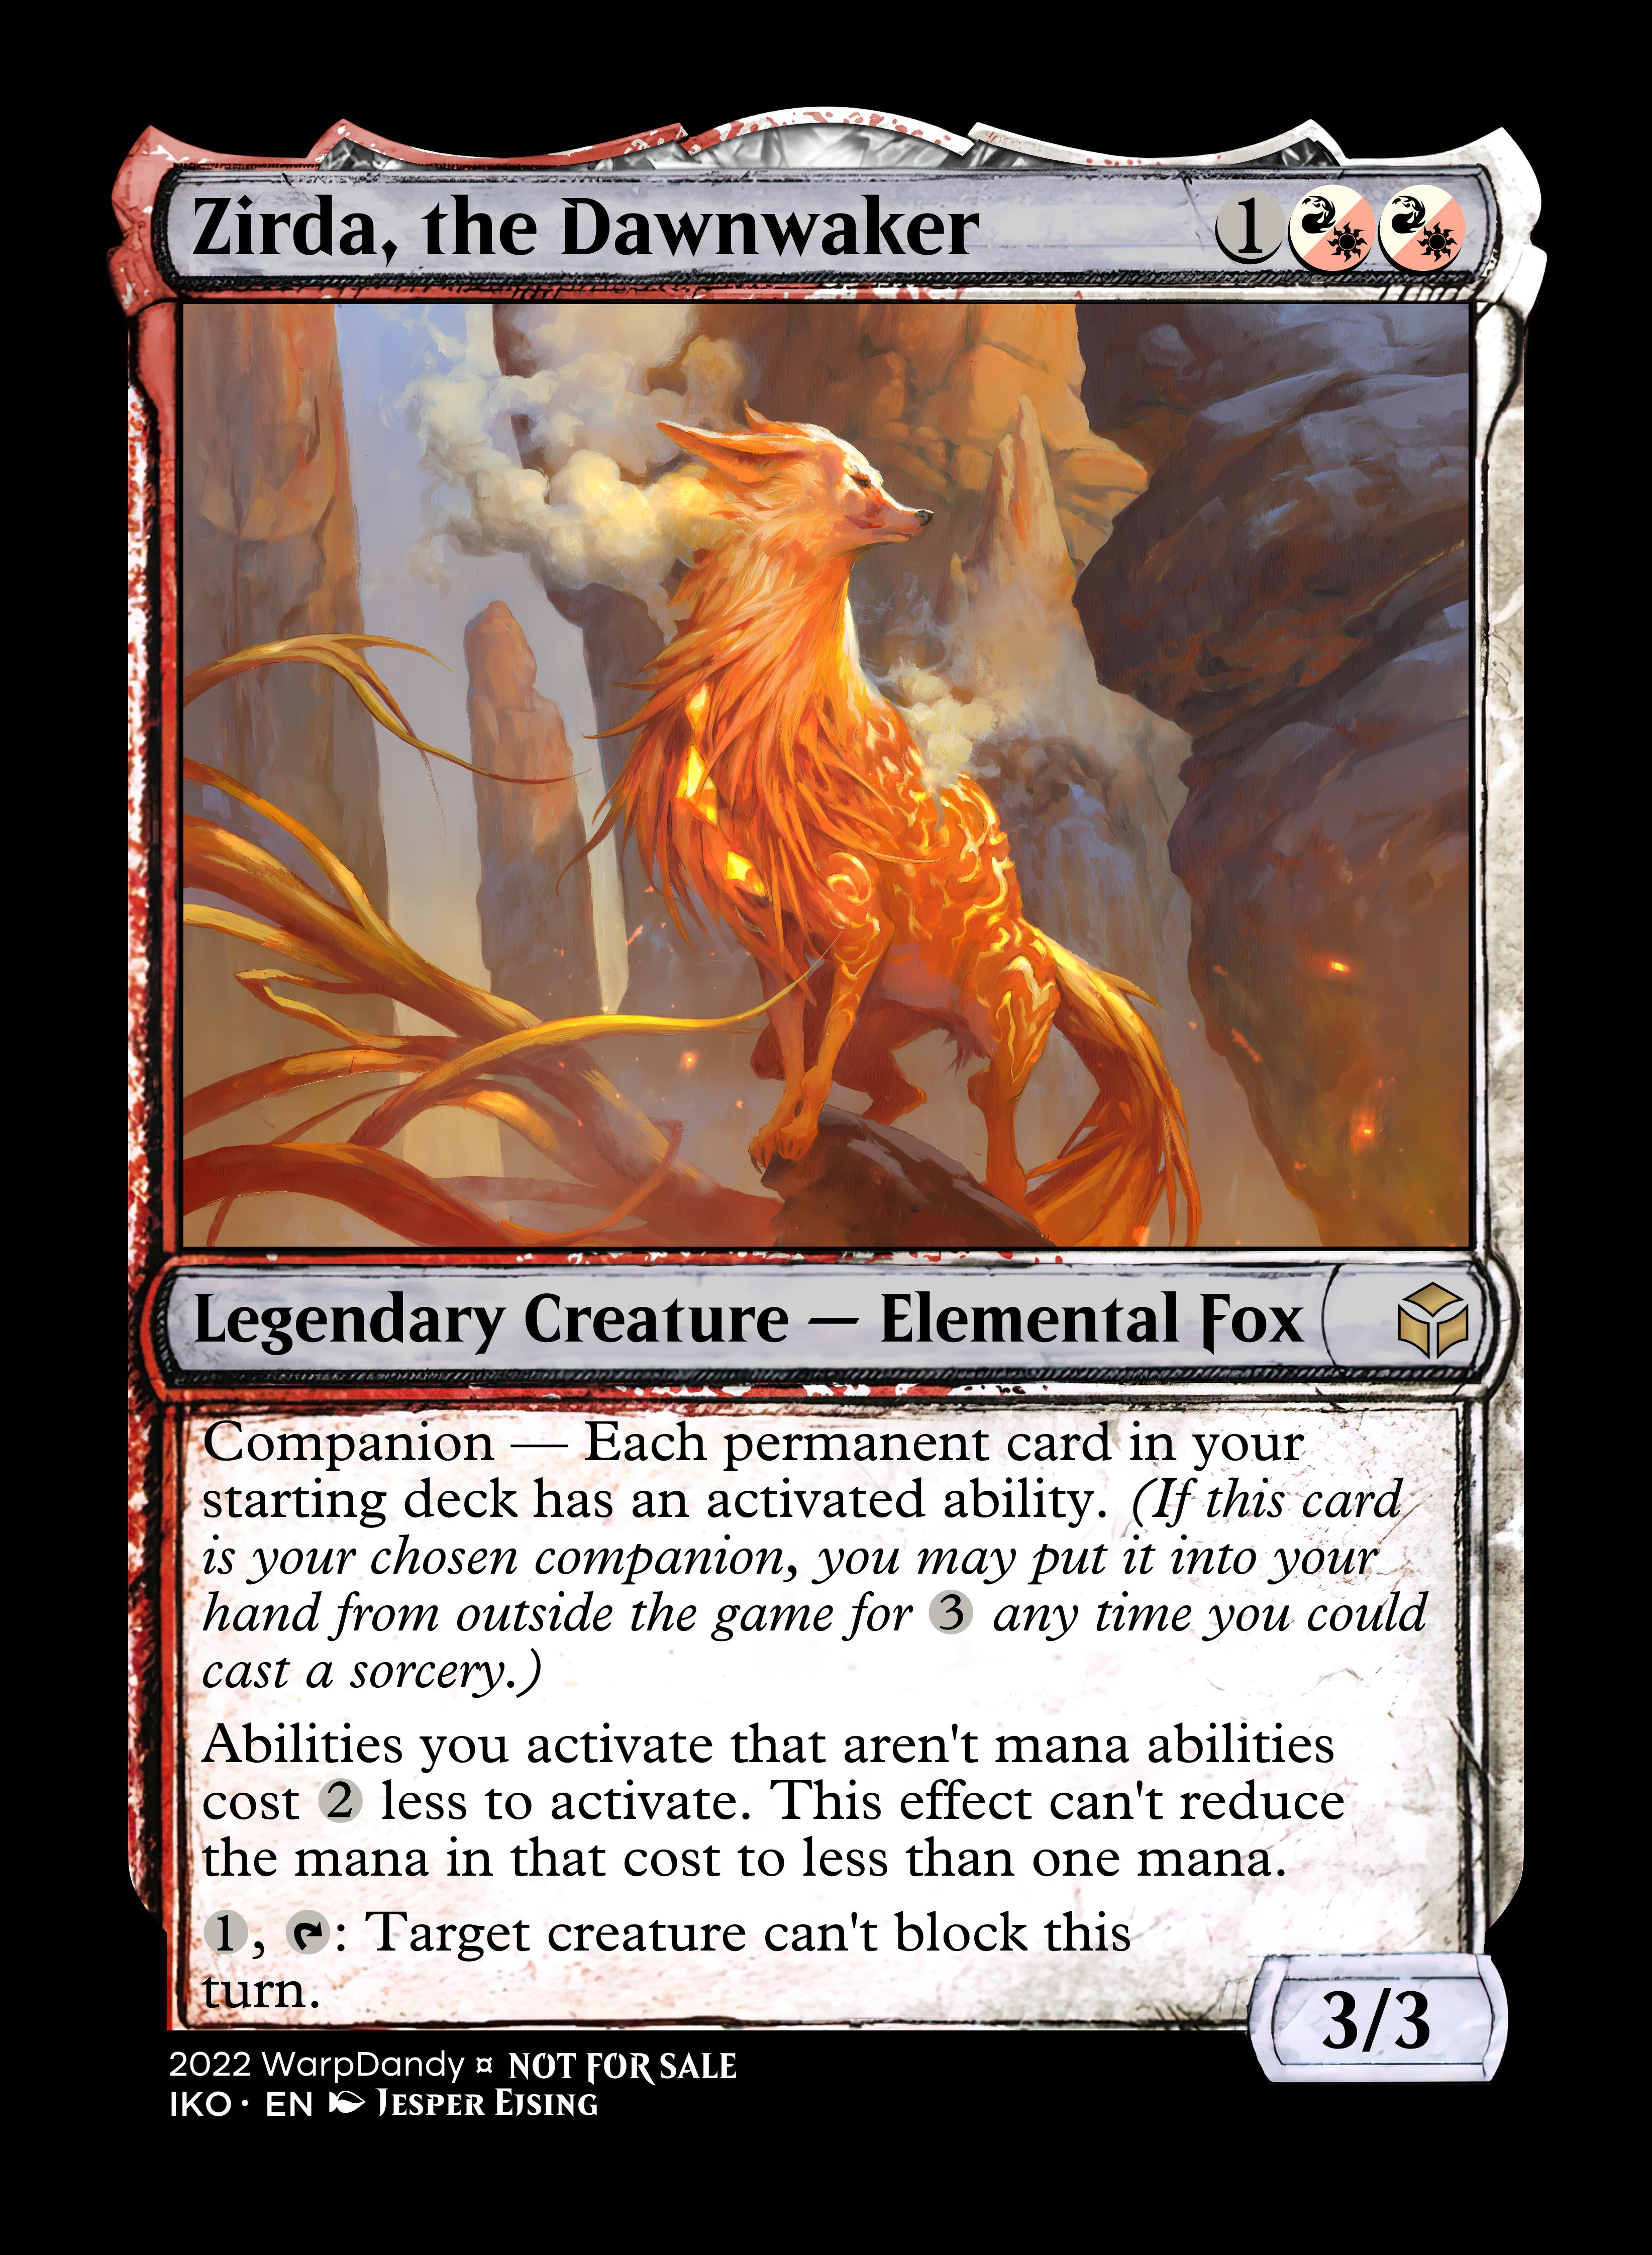 Zirda, the Dawnwaker 1
Legendary Creature — Elemental Fox
Companion — Each permanent card in your
starting deck has an activated ability. (If this card
is your chosen companion, you may put it into your
hand from outside the game for 3 any time you could
cast a sorcery.)
Abilities you activate that aren't mana abilities
cost 2 less to activate. This effect can't reduce
the mana in that cost to less than one mana.
1, : Target creature can't block this
turn.
3/3
2022 WarpDandy ¤ NOT FOR SALE
IKO • EN JESPER EJSING